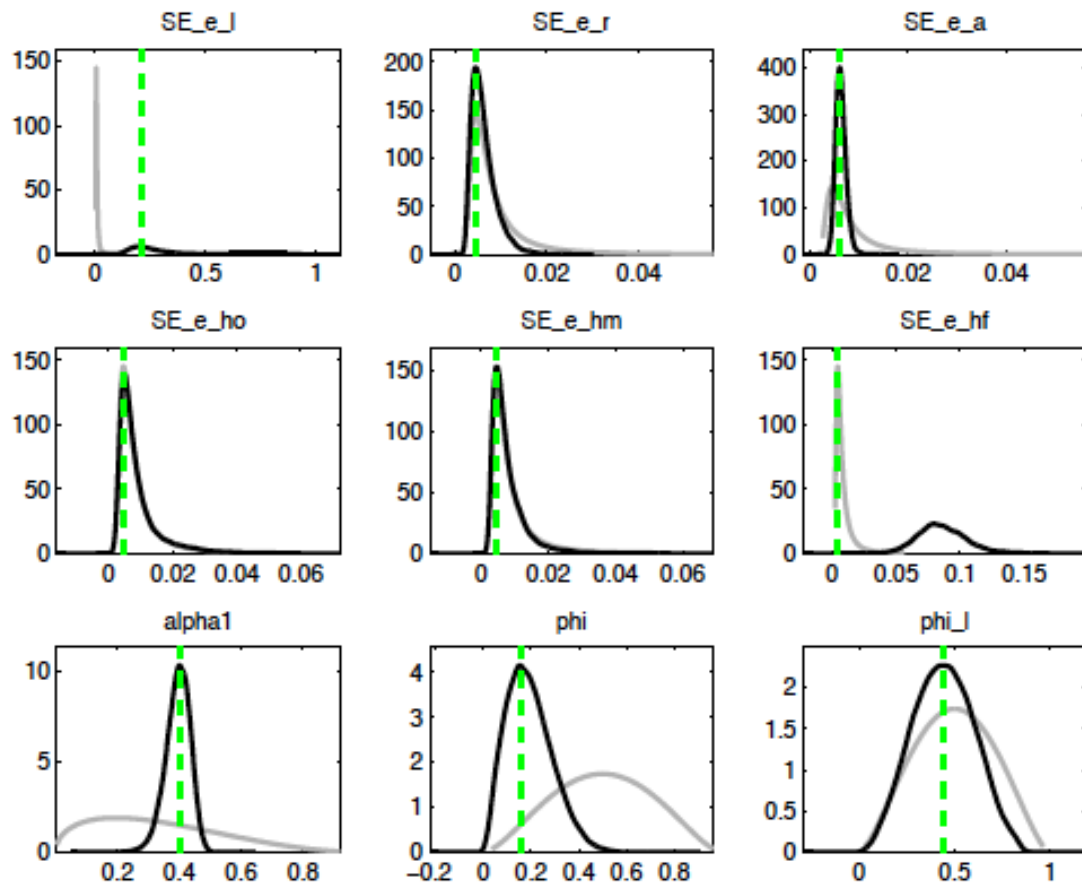 SE_e_l SE_e_r SE_e_a
150 200 400
100 150 300
50 100 200
0 50 100
0 0
0 0.5 1 0 0.02 0.04 0 0.02 0.04
SE_e_ho SE_e_hm SE_e_hf
150 150 150
100 100 100
50 50 50
0 0 0
0 0.02 0.04 0.06 0 0.02 0.04 0.06 0 0.05 0.1 0.15
alpha1 phi phi_l
10 4 2
5 3 1.5
0 2 1
1 0.5
0 0
0.2 0.4 0.6 0.8 −0.2 0 0.2 0.4 0.6 0.8 0 0.5 1